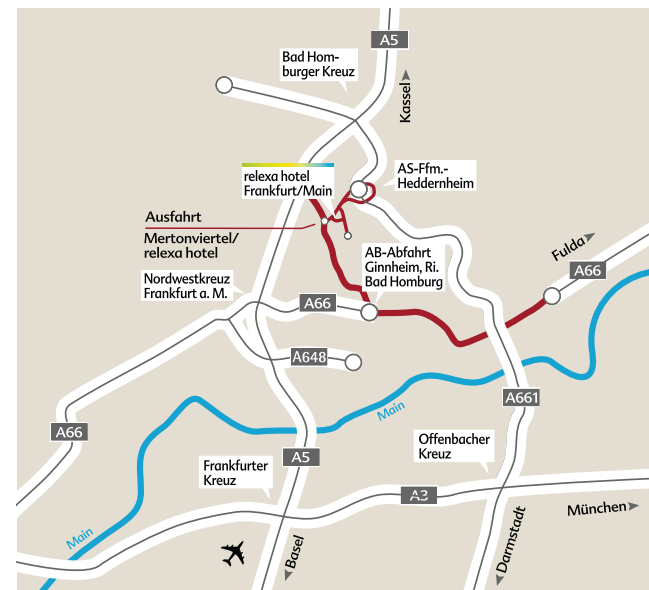 A5
Bad Hom-
burger Kreuz
Kassel
relexa hotel
Frankfurt/Main
AS-Ffm.-
Heddernheim
Ausfahrt
Mertonviertel/
relexa hotel
AB-Abfahrt
Ginnheim, Ri.
Bad Homburg
Fulda
A66
Nordwestkreuz
Frankfurt a. M.
A66
A648
A661
Main
A66
Offenbacher
Kreuz
A5
Frankfurter
Kreuz
A3
München
Main
Basel
Darmstadt